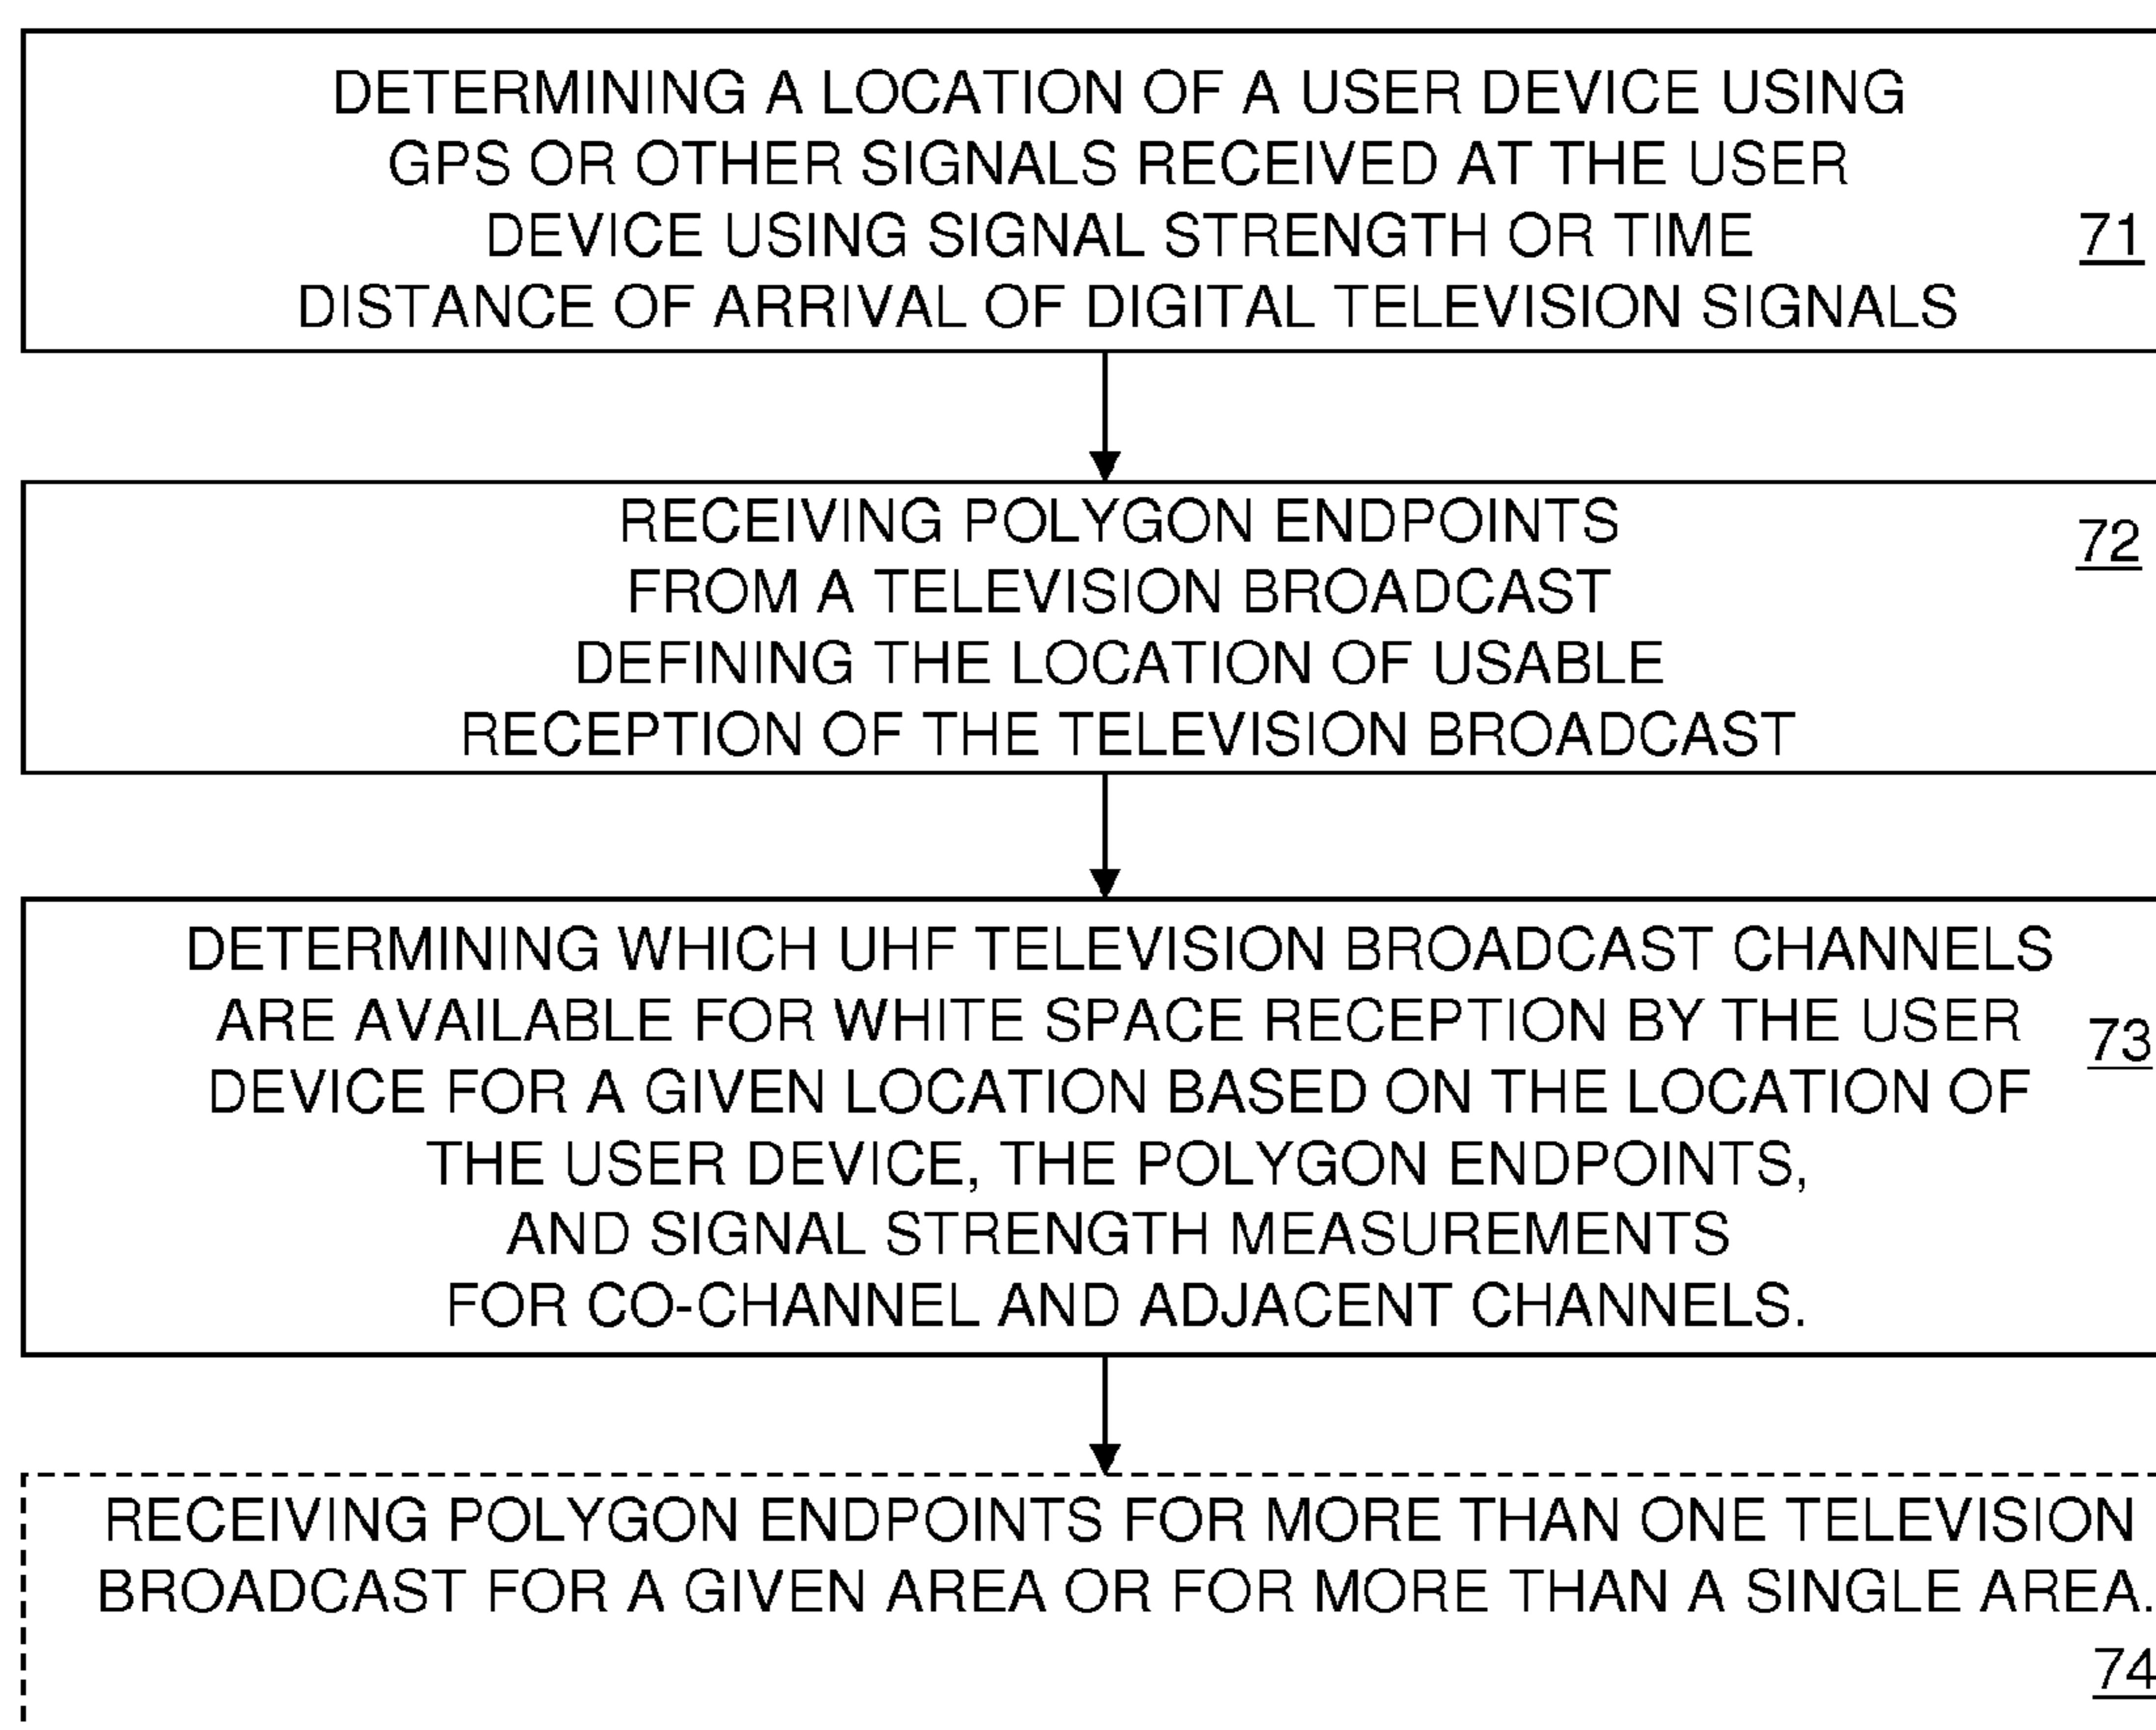 DETERMINING A LOCATION OF A USER DEVICE USING
GPS OR OTHER SIGNALS RECEIVED AT THE USER
DEVICE USING SIGNAL STRENGTH OR TIME
71
DISTANCE OF ARRIVAL OF DIGITAL TELEVISION SIGNALS
RECEIVING POLYGON ENDPOINTS
72
FROM A TELEVISION BROADCAST
DEFINING THE LOCATION OF USABLE
RECEPTION OF THE TELEVISION BROADCAST
DETERMINING WHICH UHF TELEVISION BROADCAST CHANNELS
ARE AVAILABLE FOR WHITE SPACE RECEPTION BY THE USER
73
DEVICE FOR A GIVEN LOCATION BASED ON THE LOCATION OF
THE USER DEVICE, THE POLYGON ENDPOINTS,
AND SIGNAL STRENGTH MEASUREMENTS
FOR CO-CHANNEL AND ADJACENT CHANNELS.
RECEIVING POLYGON ENDPOINTS FOR MORE THAN ONE TELEVISION
BROADCAST FOR A GIVEN AREA OR FOR MORE THAN A SINGLE AREA.
74